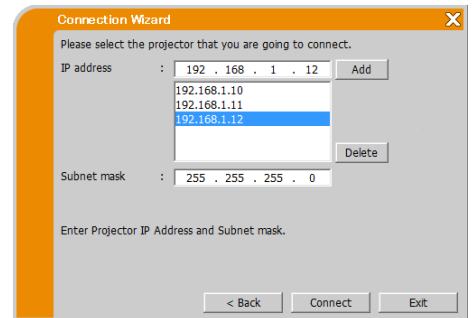 Connection Wizard X
Please select the projector that you are going to connect.
IP address : 192 . 168 . 1 . 12 Add
192.168.1.10
192.168.1.11
192.168.1.12
Delete
Subnet mask : 255 . 255 . 255 . 0
Enter Projector IP Address and Subnet mask.
< Back Connect Exit